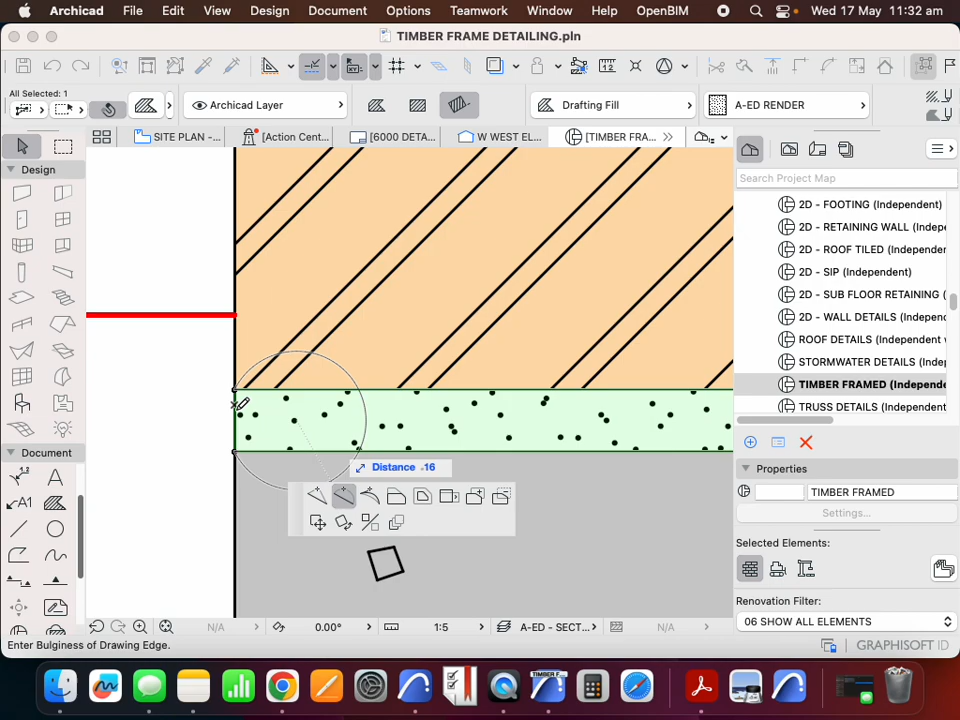 Archicad File Edit View Design Document Options Teamwork Window Help OpenBIM Wed 17 May 11:32 am
TIMBER FRAME DETAILING.pln
All Selected: 1
Archicad Layer
Drafting Fill
A-ED RENDER
SITE PLAN -...
[Action Cent...
[6000 DETA...
W WEST EL...
[TIMBER FRA...
Design
Document
Distance
16
Search Project Map
2D - FOOTING (Independent)
2D - RETAINING WALL (Indepe
2D - ROOF TILED (Independen
2D - SIP (Independent)
2D - SUB FLOOR RETAINING (
2D - WALL DETAILS (Independ
ROOF DETAILS (Independent w
STORMWATER DETAILS (Indep
TIMBER FRAMED (Independe
TRUSS DETAILS (Independent
Properties
TIMBER FRAMED
Settings...
Selected Elements:
Renovation Filter:
06 SHOW ALL ELEMENTS
N/A
0.00°
1:5
A-ED - SECT...
N/A
Enter Bulginess of Drawing Edge.
GRAPHISOFT ID